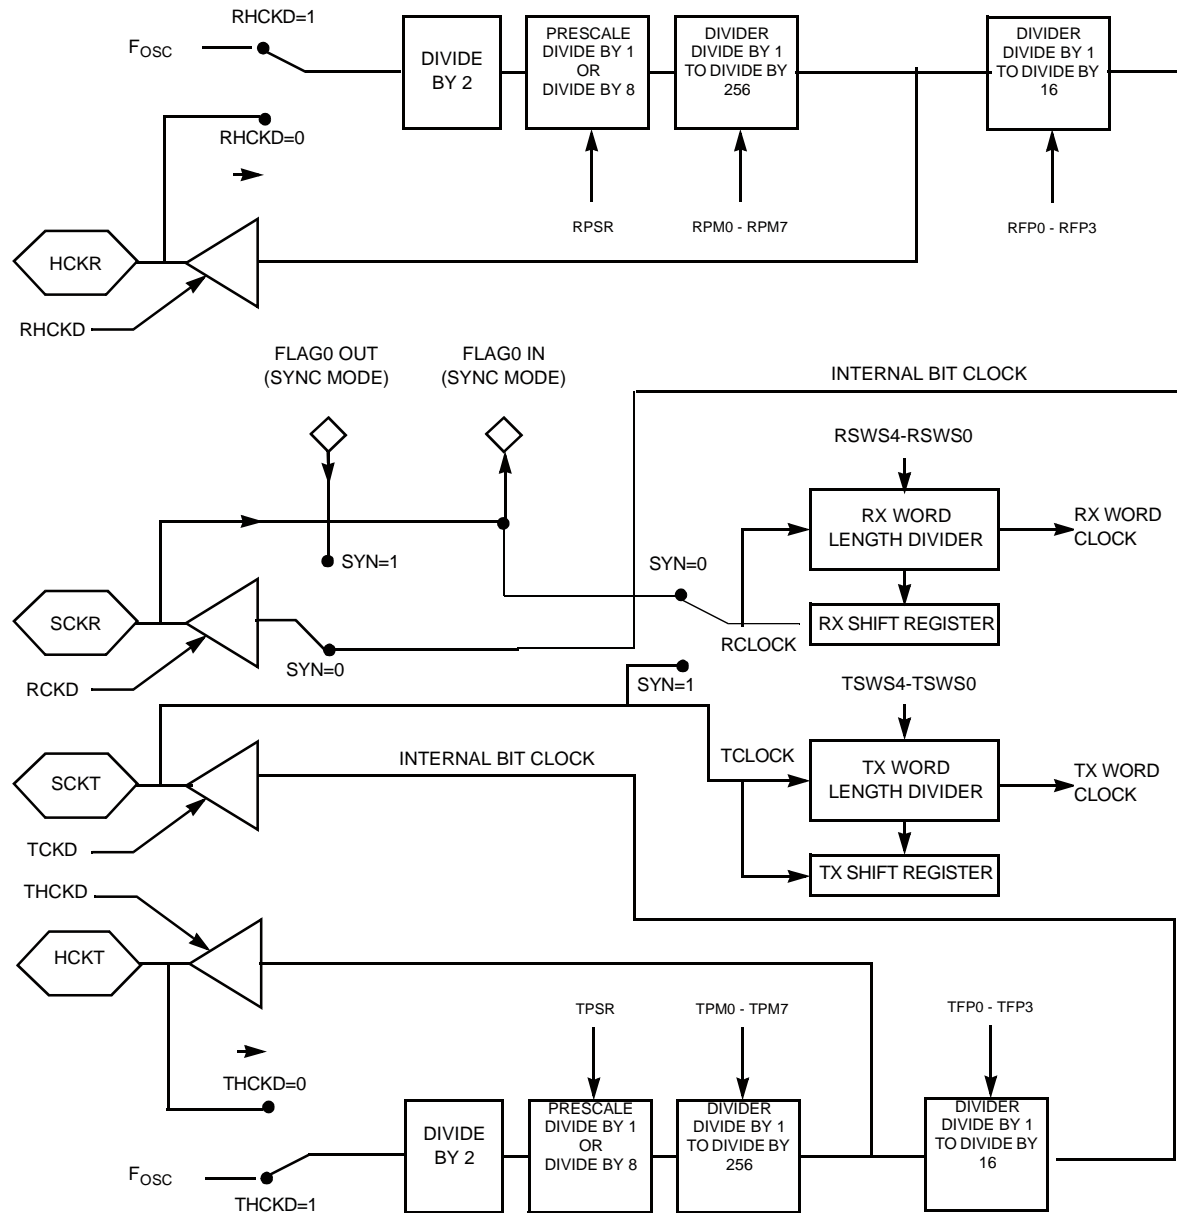 RHCKD=1
FOSC
DIVIDE
BY 2
PRESCALE
DIVIDE BY 1
OR
DIVIDE BY 8
DIVIDER
DIVIDE BY 1
TO DIVIDE BY
256
DIVIDER
DIVIDE BY 1
TO DIVIDE BY
16
RHCKD=0
RPSR
RPM0 - RPM7
RFP0 - RFP3
HCKR
RHCKD
FLAG0 OUT
(SYNC MODE)
FLAG0 IN
(SYNC MODE)
INTERNAL BIT CLOCK
RSWS4-RSWS0
RX WORD
LENGTH DIVIDER
RX WORD
CLOCK
SYN=1
SYN=0
SCKR
RX SHIFT REGISTER
RCLOCK
SYN=0
RCKD
SYN=1
TSWS4-TSWS0
INTERNAL BIT CLOCK
TCLOCK
TX WORD
LENGTH DIVIDER
TX WORD
CLOCK
SCKT
TCKD
TX SHIFT REGISTER
THCKD
HCKT
TPSR
TPM0 - TPM7
TFP0 - TFP3
THCKD=0
DIVIDE
BY 2
PRESCALE
DIVIDE BY 1
OR
DIVIDE BY 8
DIVIDER
DIVIDE BY 1
TO DIVIDE BY
256
DIVIDER
DIVIDE BY 1
TO DIVIDE BY
16
FOSC
THCKD=1